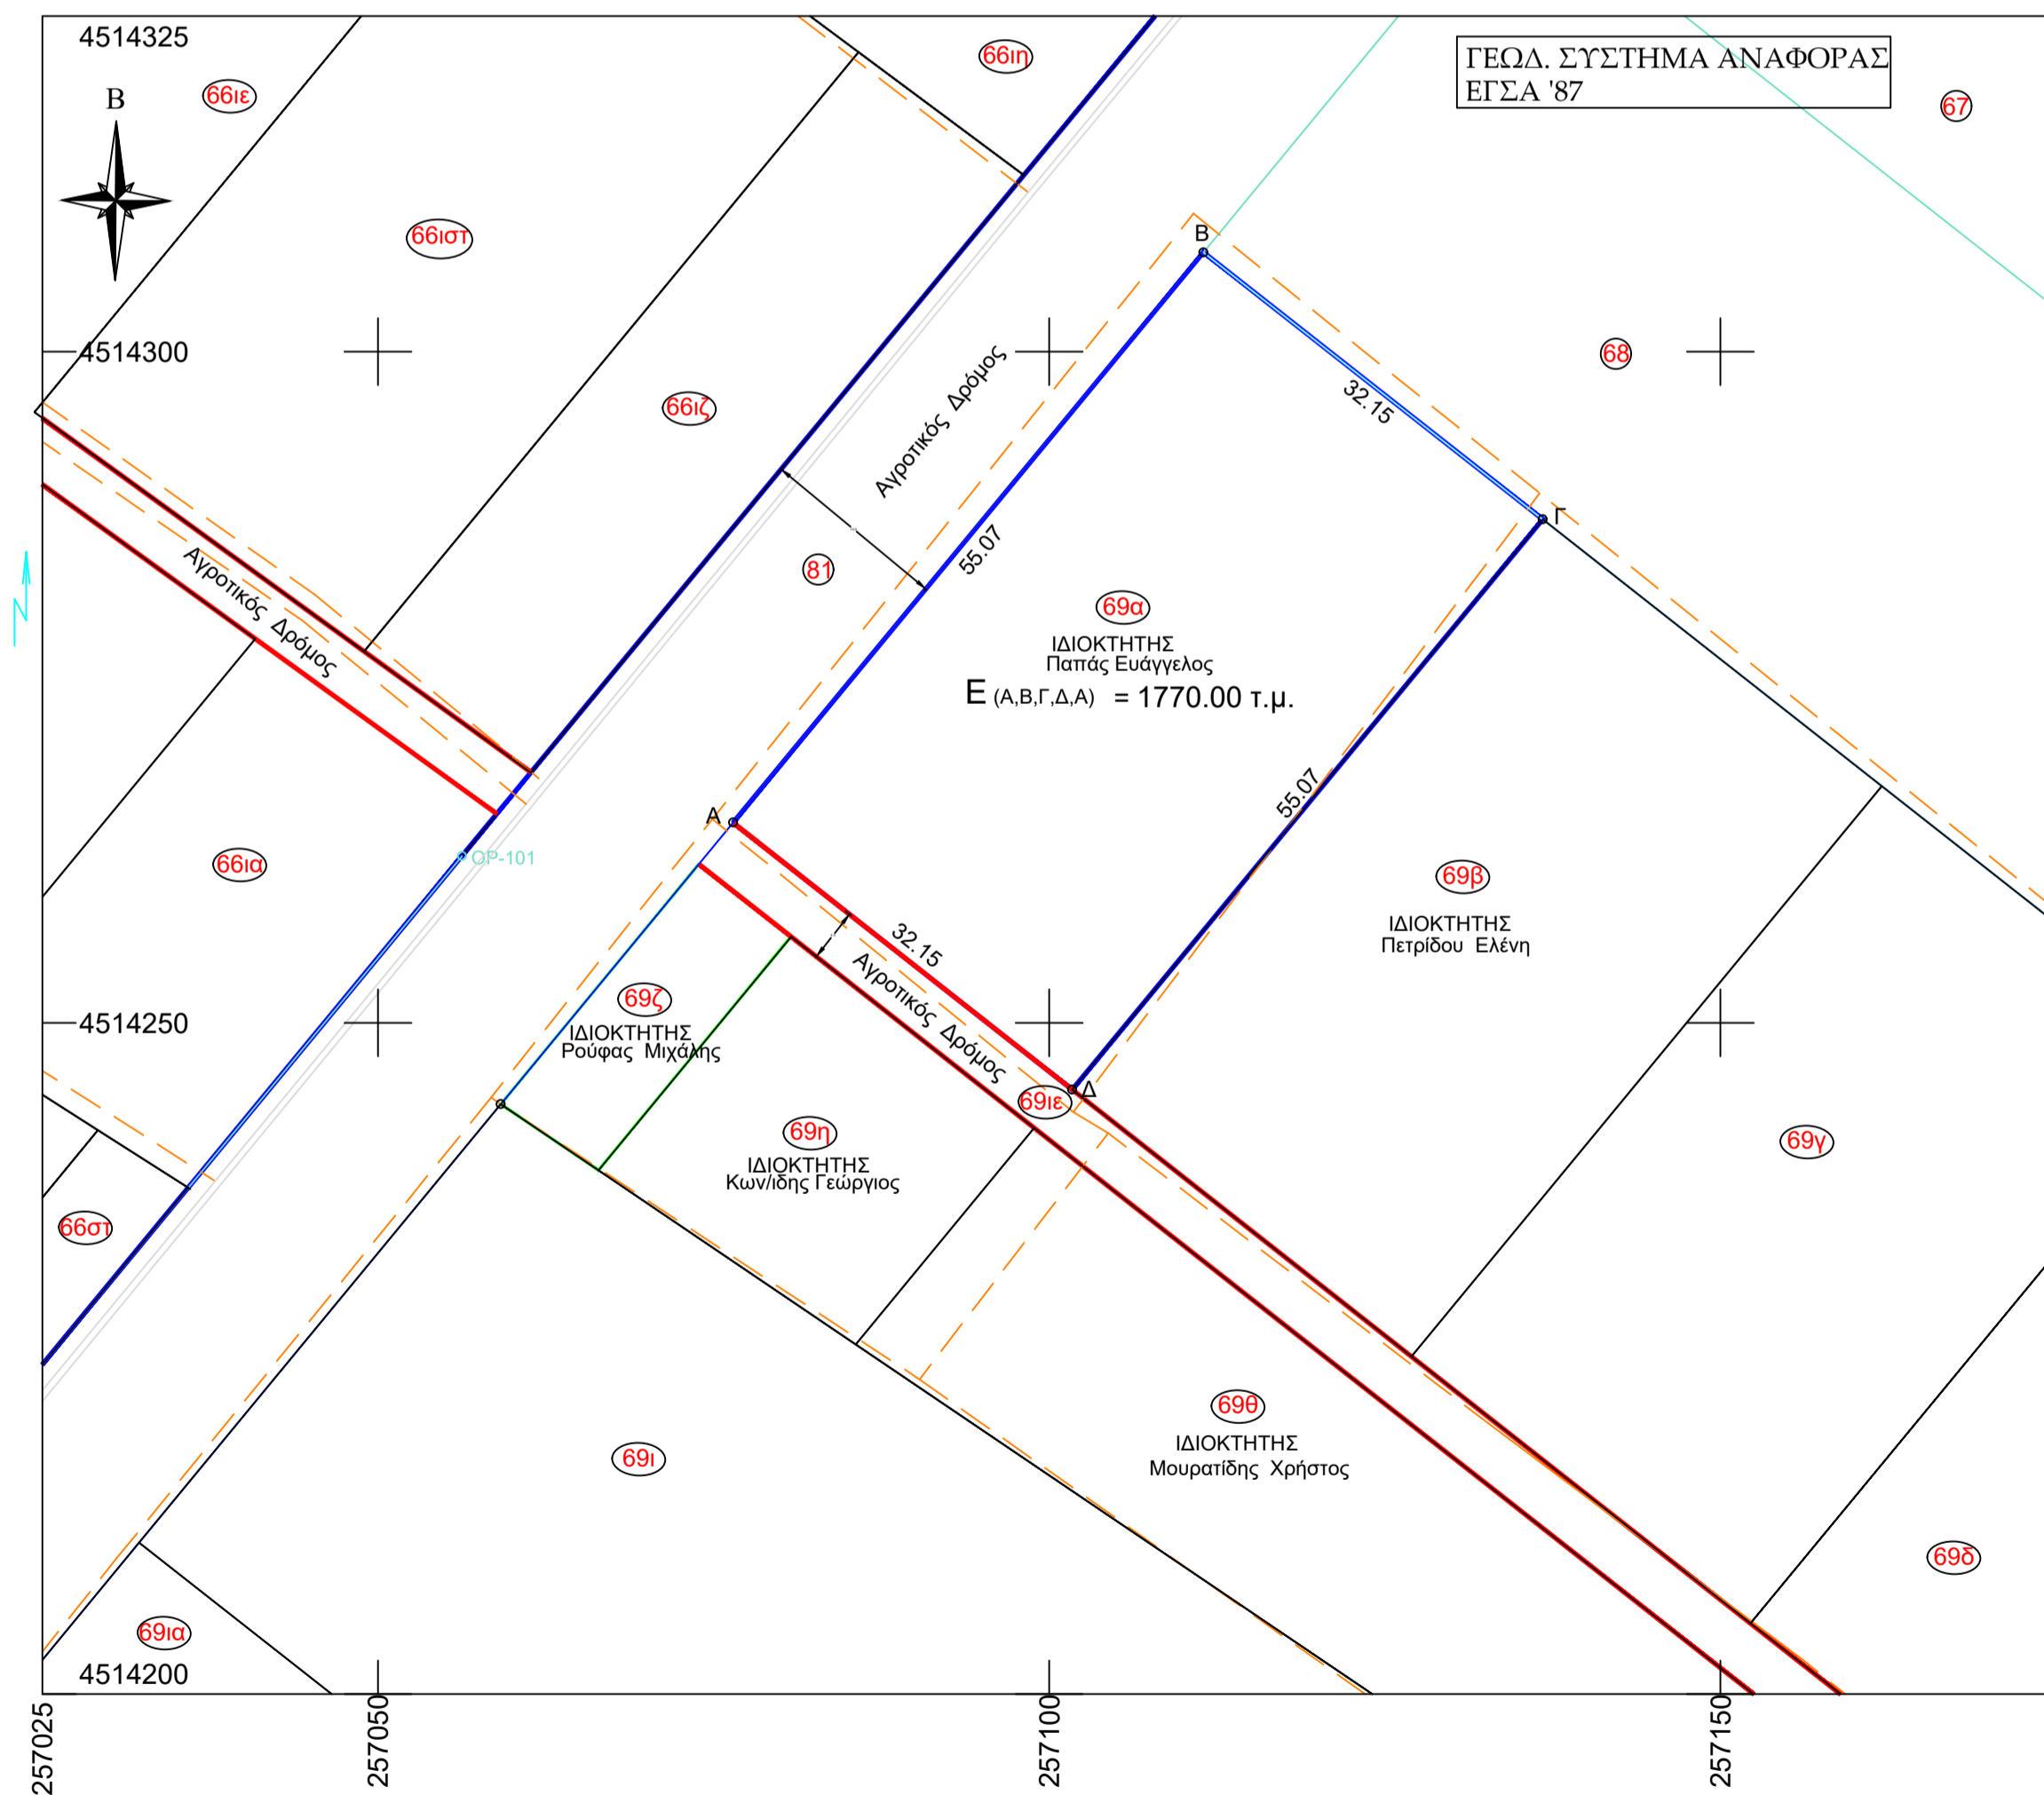 4514325
66ιη
ΓΕΩΔ. ΣΥΣΤΗΜΑ ΑΝΑΦΟΡΑΣ
ΕΓΣΑ '87
66ιε
Β
67
66ιστ
Β
4514300
68
Αγροτικός Δρόμος
32.15
66ιζ
Γ
55.07
81
Αγροτικός Δρόμος
N
69α
ΙΔΙΟΚΤΗΤΗΣ
Παπάς Ευάγγελος
Ε (Α,Β,Γ,Δ,Α) = 1770.00 τ.μ.
55.07
Α
66ια
ΟΡ-101
69β
ΙΔΙΟΚΤΗΤΗΣ
Πετρίδου Ελένη
32.15
Αγροτικός Δρόμος
69ζ
ΙΔΙΟΚΤΗΤΗΣ
Ρούφας Μιχάλης
4514250
Δ
69ιε
69η
ΙΔΙΟΚΤΗΤΗΣ
Κων/ιδης Γεώργιος
69γ
66στ
69θ
ΙΔΙΟΚΤΗΤΗΣ
Μουρατίδης Χρήστος
69ι
69δ
69ια
4514200
257025
257050
257100
257150